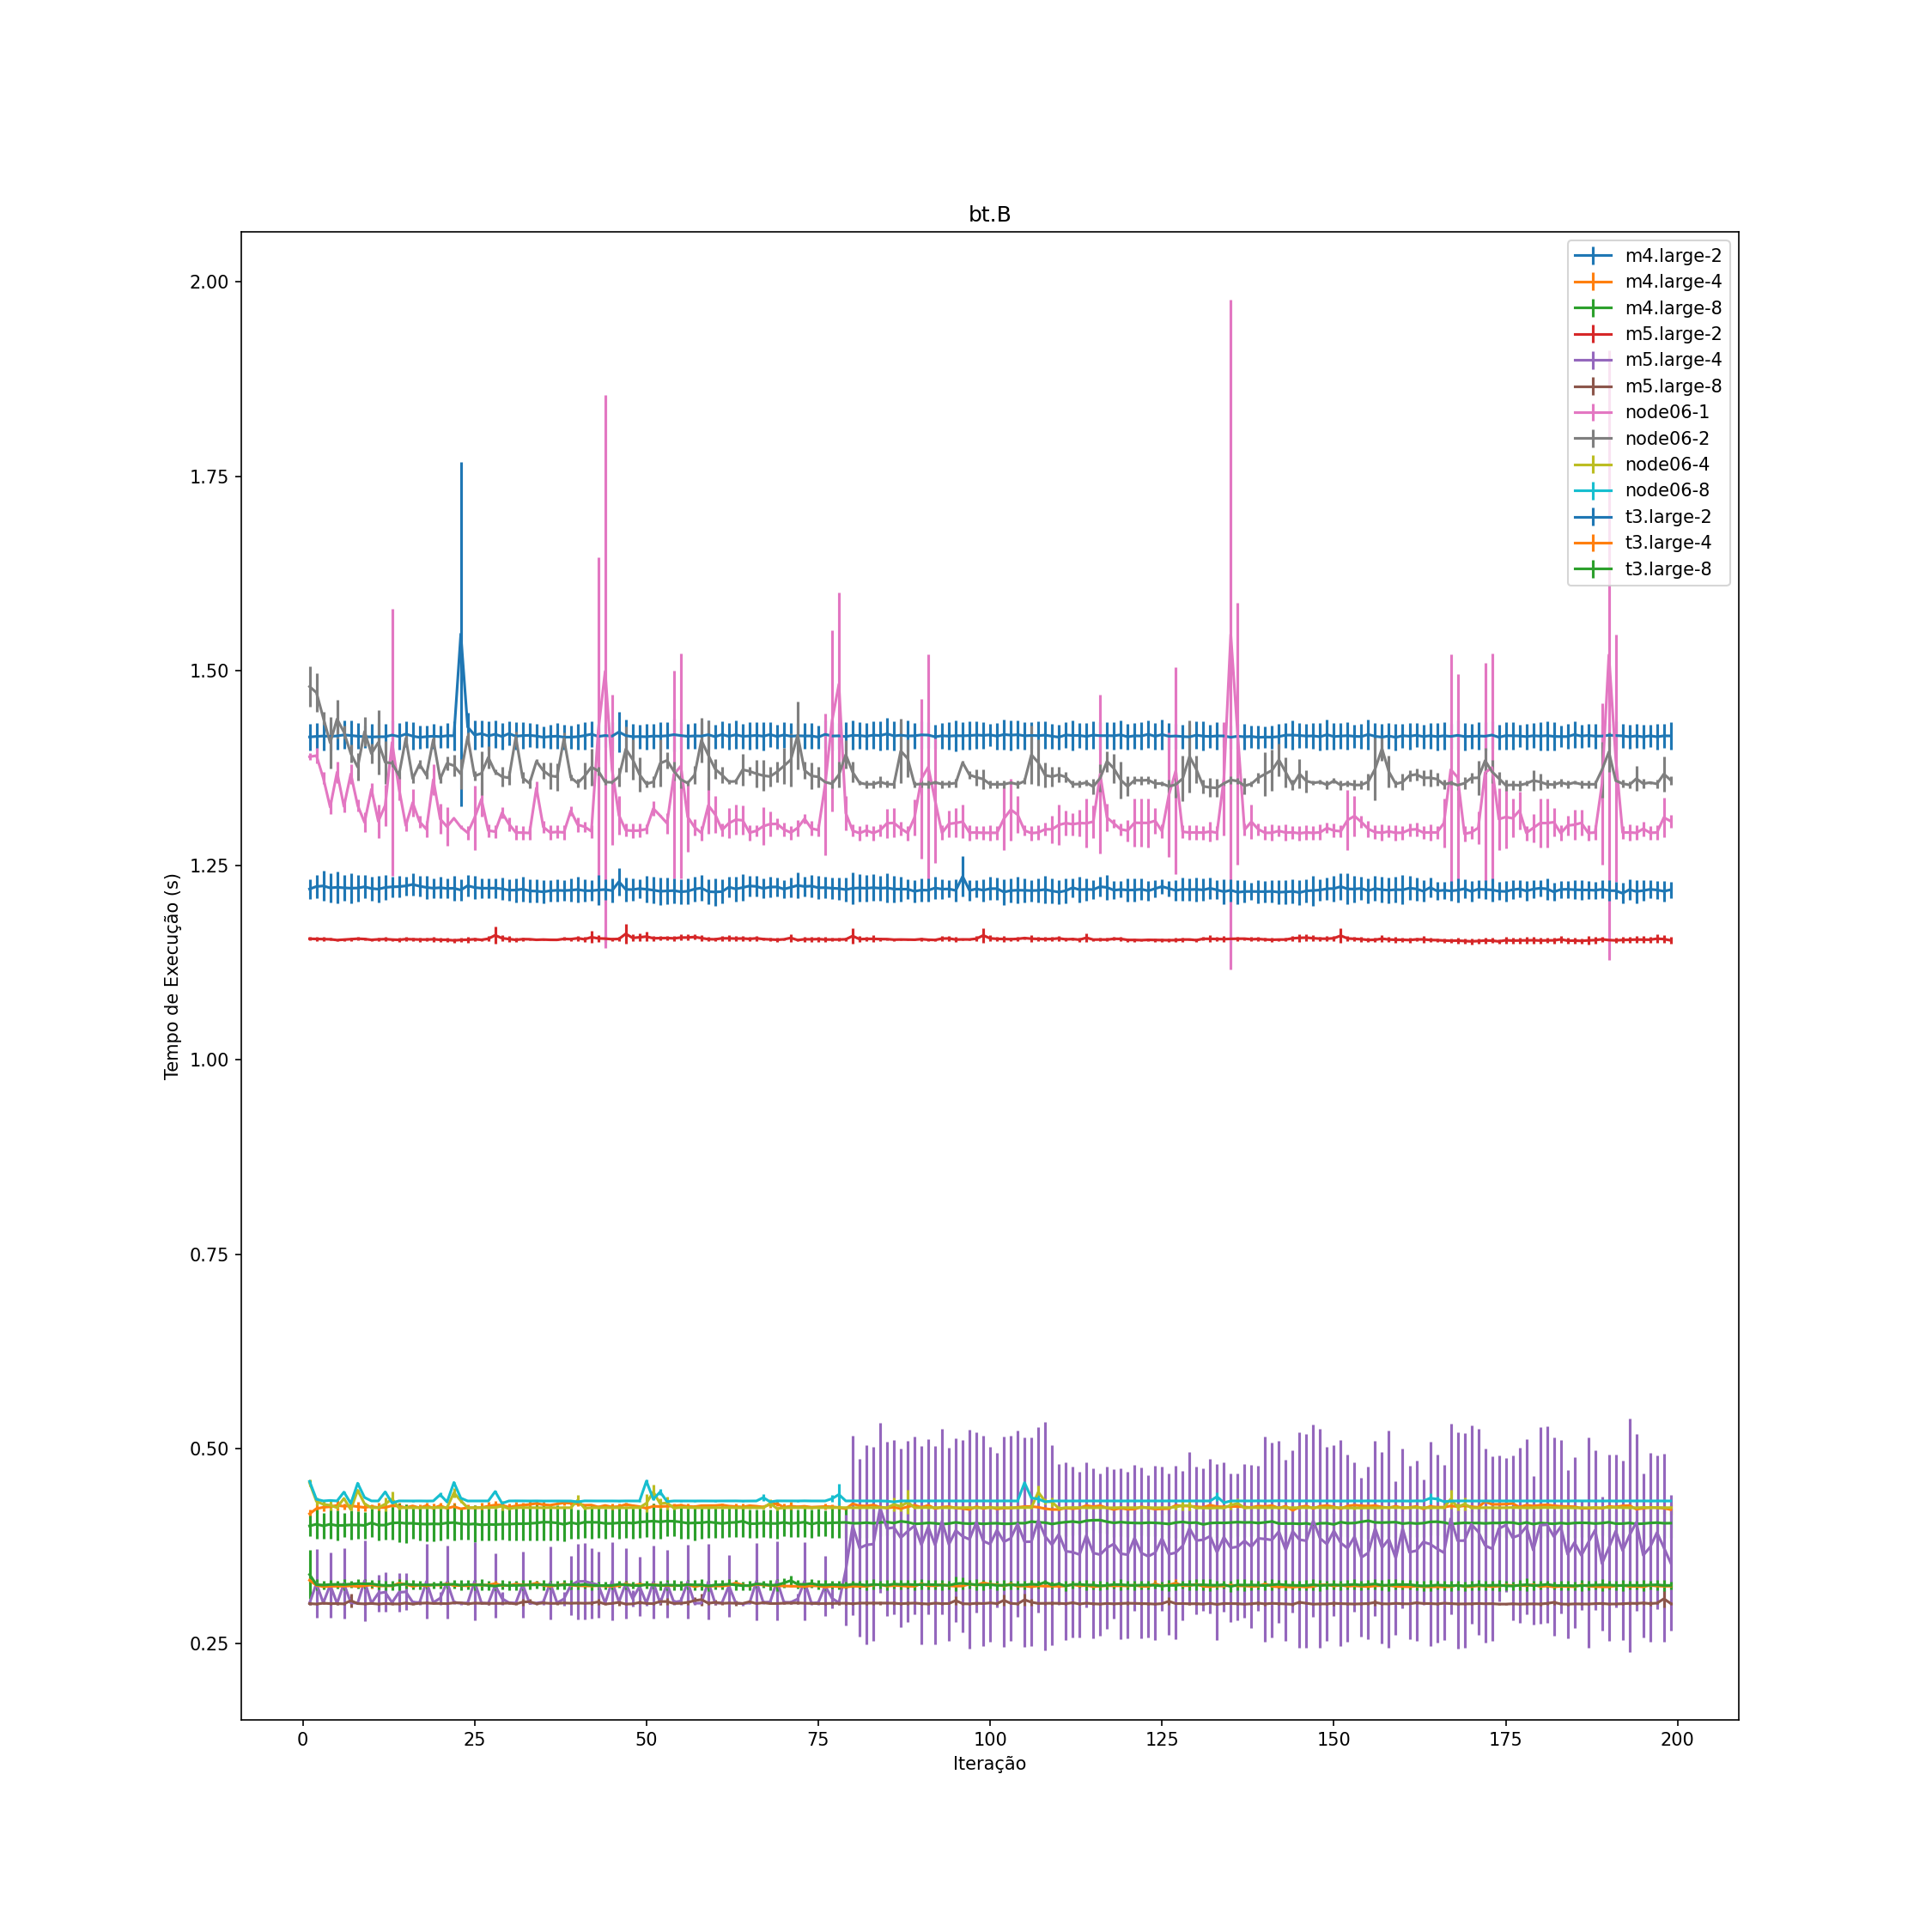 bt.B
2.00
1.75
1.50
1.25
1.00
0.75
0.50
0.25
Tempo de Execução (s)
m4.large-2
m4.large-4
m4.large-8
m5.large-2
m5.large-4
m5.large-8
node06-1
node06-2
node06-4
node06-8
t3.large-2
t3.large-4
t3.large-8
0 25 50 75 100 125 150 175 200
Iteração